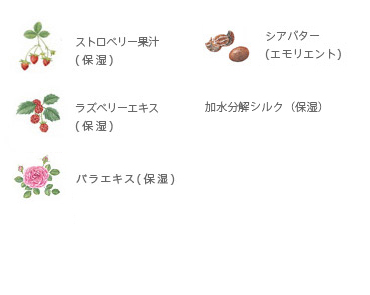 ストロベリー果汁
(保湿)
シアバター
(エモリエント)
ラズベリーエキス
(保湿)
加水分解シルク（保湿）
バラエキス(保湿)